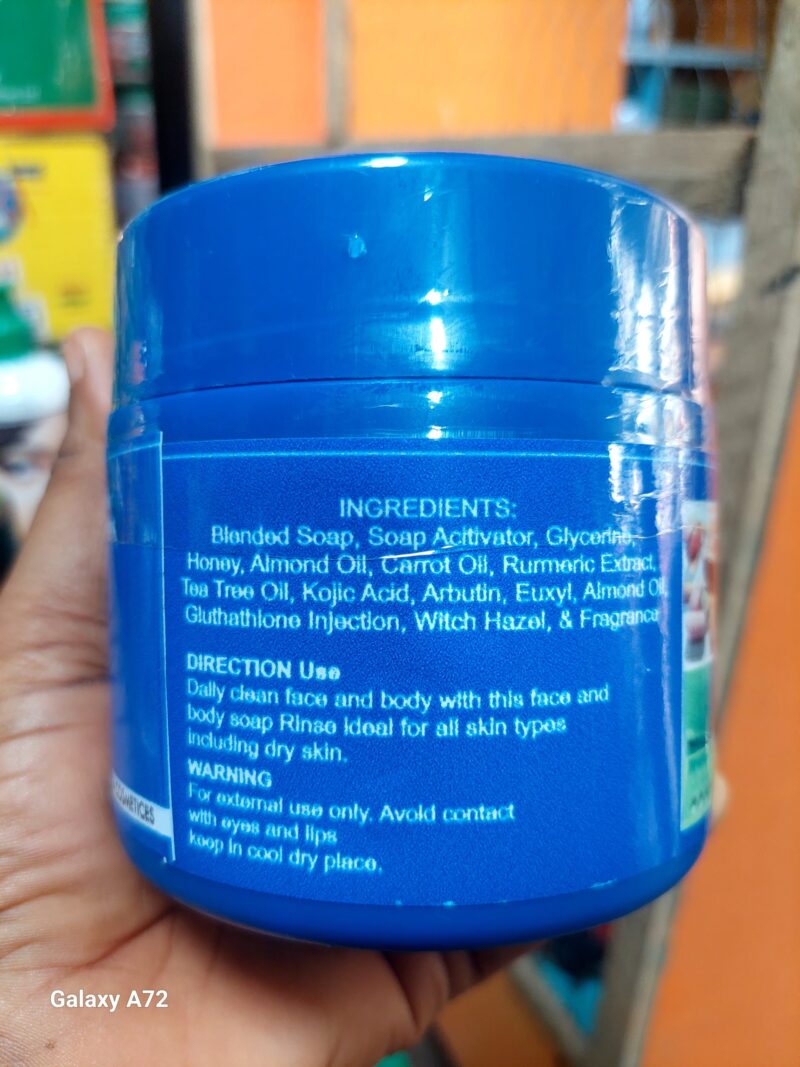 INGREDIENTS:
Blended Soap, Soap Acitivator, Glycerine,
Honey, Almond Oil, Carrot Oil, Rurmeric Extract,
Tea Tree Oil, Kojic Acid, Arbutin, Euxyl, Almond Oil,
Gluthathione Injection, Witch Hazel, & Fragrance
DIRECTION Use
Daily clean face and body with this face and
body soap Rinse ideal for all skin types
including dry skin.
WARNING
For external use only. Avoid contact
with eyes and lips
keep in cool dry place.
Galaxy A72